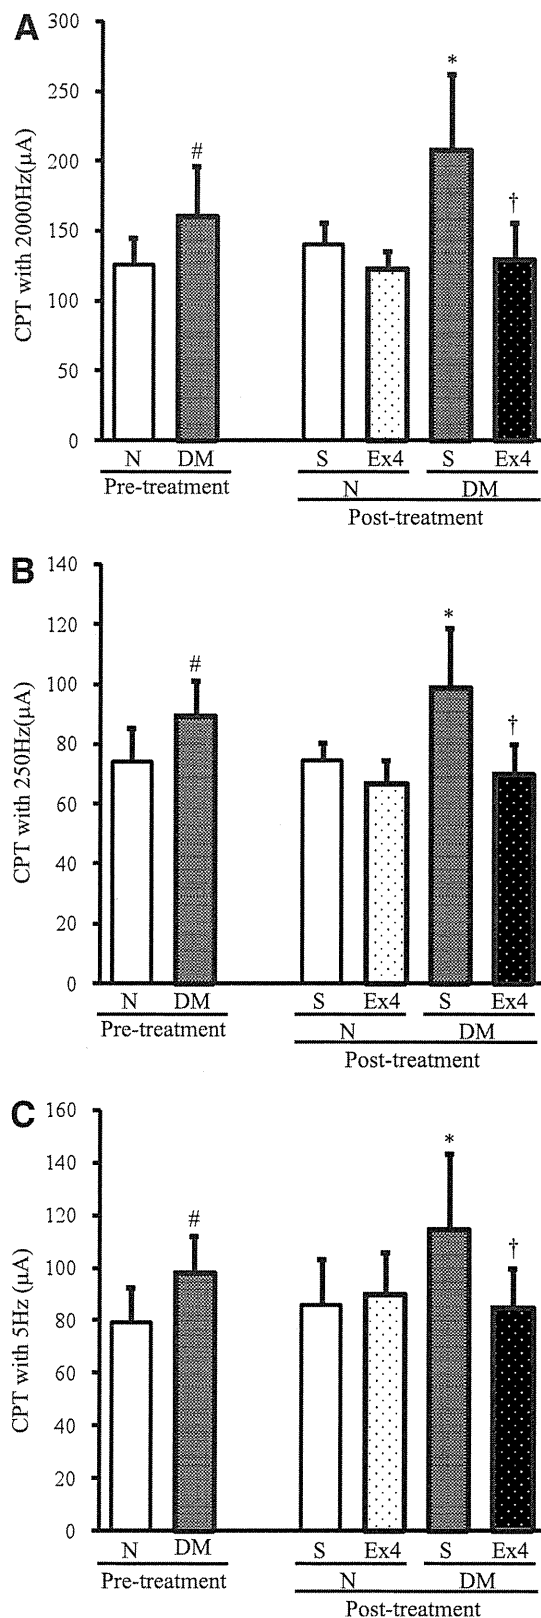 A
CPT with 2000Hz(μA)
300
250
200
150
100
50
0
#
*
†
N DM S Ex4 S Ex4
Pre-treatment N DM
Post-treatment
B
CPT with 250Hz(μA)
140
120
100
80
60
40
20
0
#
*
†
N DM S Ex4 S Ex4
Pre-treatment N DM
Post-treatment
C
CPT with 5Hz (μA)
160
140
120
100
80
60
40
20
0
#
*
†
N DM S Ex4 S Ex4
Pre-treatment N DM
Post-treatment